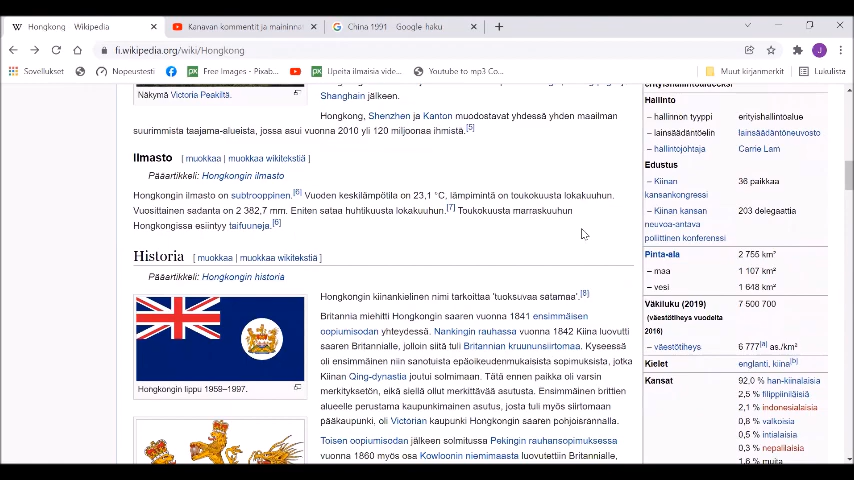 Hongkong – Wikipedia
Kanavan kommentit ja maininnat
China 1991 - Google-haku
fi.wikipedia.org/wiki/Hongkong
Sovellukset
Nopeustesti
Free Images - Pixab...
Upeita ilmaisia vale...
Youtube to mp3 Co...
Muut kirjanmerkit
Lukulista
Näkymä Victoria Peakiltä.
Shanghain jälkeen.
Hongkong, Shenzhen ja Kanton muodostavat yhdessä yhden maailman
suurimmista taajama-alueista, jossa asui vuonna 2010 yli 120 miljoonaa ihmistä.[5]
Ilmasto [ muokkaa | muokkaa wikitekstiä ]
Pääartikkeli: Hongkongin ilmasto
Hongkongin ilmasto on subtrooppinen.[6] Vuoden keskilämpötila on 23,1 °C, lämpimintä on toukokuusta lokakuuhun.
Vuosittainen sadanta on 2 382,7 mm. Eniten sataa huhtikuusta lokakuuhun.[7] Toukokuusta marraskuuhun
Hongkongissa esiintyy taifuuneja.[6]
Historia [ muokkaa | muokkaa wikitekstiä ]
Pääartikkeli: Hongkongin historia
Hongkongin lippu 1959–1997.
Hongkongin kiinankielinen nimi tarkoittaa 'tuoksuvaa satamaa'.[8]
Britannia miehitti Hongkongin saaren vuonna 1841 ensimmäisen
oopiumisodan yhteydessä. Nankingin rauhassa vuonna 1842 Kiina luovutti
saaren Britannialle, jolloin siitä tuli Britannian kruununsiirtomaa. Kyseessä
oli ensimmäinen niin sanotuista epäoikeudenmukaisista sopimuksista, jotka
Kiinan Qing-dynastia joutui solmimaan. Tätä ennen paikka oli varsin
merkityksetön, eikä siellä ollut merkittävää asutusta. Ensimmäinen brittien
alueelle perustama kaupunkimainen asutus, josta tuli myös siirtomaan
pääkaupunki, oli Victorian kaupunki Hongkongin saaren pohjoisrannalla.
Toisen oopiumisodan jälkeen solmitussa Pekingin rauhansopimuksessa
vuonna 1860 myös osa Kowloonin niemimaasta luovutettiin Britannialle,
erityishallintoalueeksi
Hallinto
– hallinnon tyyppi erityishallintoalue
– lainsäädäntöelin lainsäädäntöneuvosto
– hallintojohtaja Carrie Lam
Edustus
– Kiinan 36 paikkaa
kansankongressi
– Kiinan kansan 203 delegaattia
neuvoa-antava
poliittinen konferenssi
Pinta-ala 2 755 km²
– maa 1 107 km²
– vesi 1 648 km²
Väkiluku (2019) 7 500 700
(väestötiheys vuodelta
2016)
– väestötiheys 6 777[a] as./km²
Kielet englanti, kiina[b]
Kansat 92,0 % han-kiinalaisia
2,5 % filippiiniläisiä
2,1 % indonesialaisia
0,8 % valkoisia
0,5 % intialaisia
0,3 % nepalilaisia
1,6 % muita